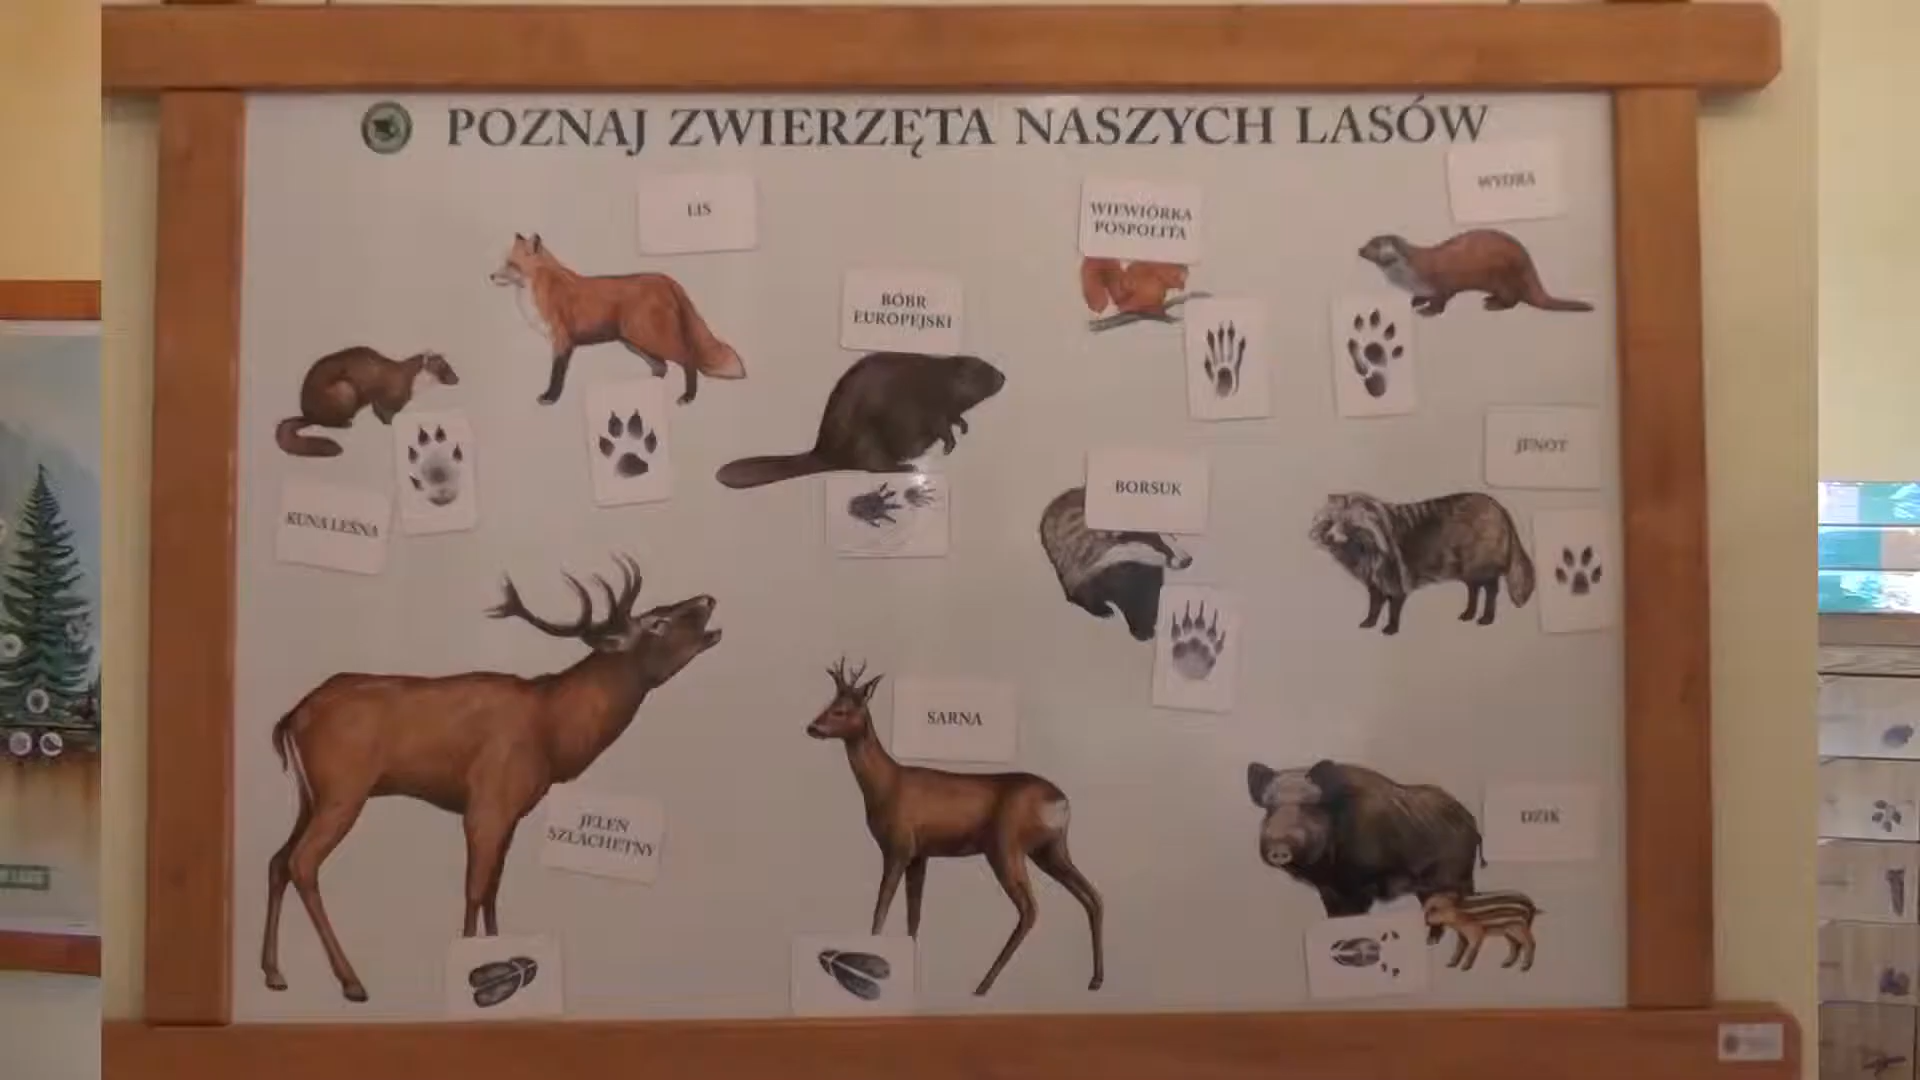 POZNAJ ZWIERZĘTA NASZYCH LASÓW
LIS
WIEWIÓRKA
POSPOLITA
WYDRA
BÓBR
EUROPEJSKI
KUNA LEŚNA
BORSUK
JENOT
JELEŃ
SZLACHETNY
SARNA
DZIK